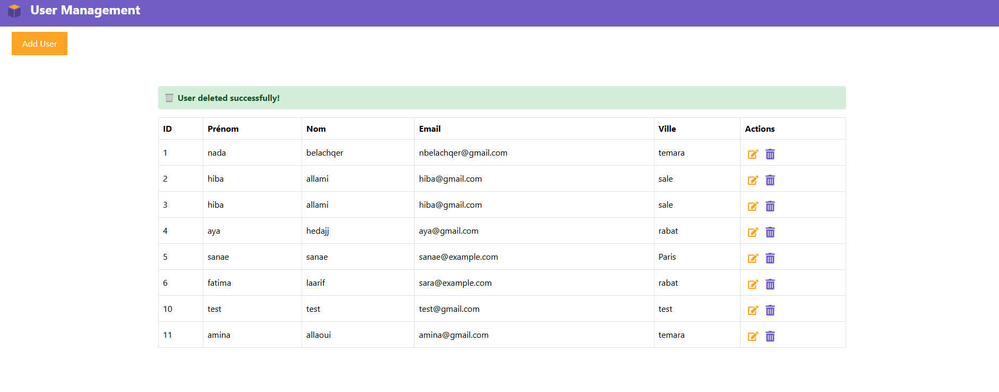 User Management
Add User
User deleted successfully!
ID Prénom Nom Email Ville Actions
1 nada belachqer nbelachqer@gmail.com temara
2 hiba allami hiba@gmail.com sale
3 hiba allami hiba@gmail.com sale
4 aya hedajj aya@gmail.com rabat
5 sanae sanae sanae@example.com Paris
6 fatima laarif sara@example.com rabat
10 test test test@gmail.com test
11 amina allaoui amina@gmail.com temara